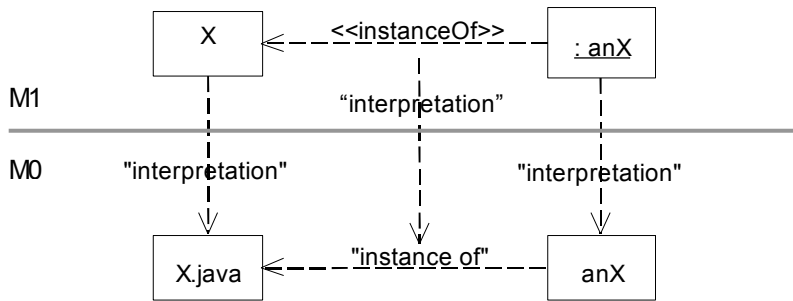 X
<<instanceOf>>
: anX
M1
“interpretation”
M0
"interpretation"
"interpretation"
X.java
"instance of"
anX